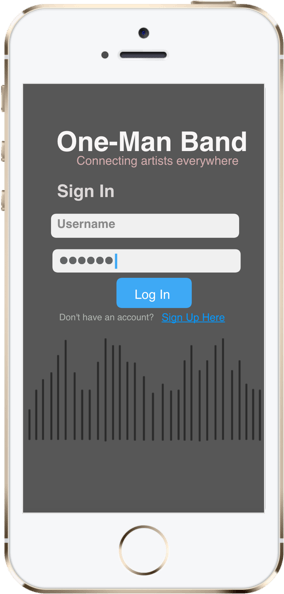 One-Man Band
Connecting artists everywhere
Sign In
Username
●●●●●●
Log In
Don't have an account? Sign Up Here